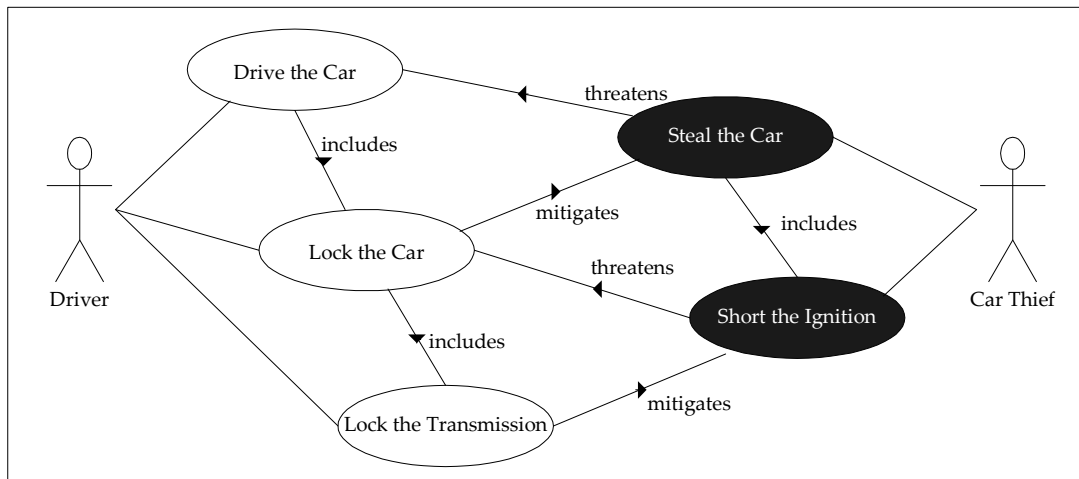 Drive the Car
threatens
Steal the Car
includes
mitigates
includes
Lock the Car
threatens
Driver
Car Thief
Short the Ignition
includes
mitigates
Lock the Transmission